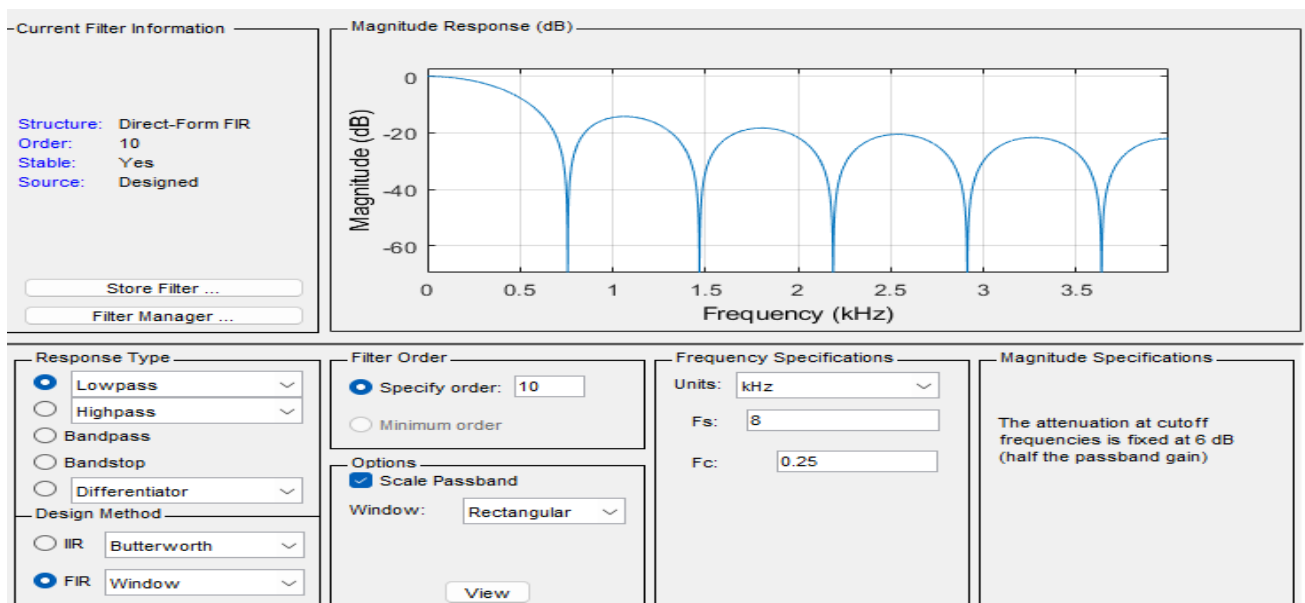 Current Filter Information
Structure: Direct-Form FIR
Order: 10
Stable: Yes
Source: Designed
Store Filter ...
Filter Manager ...
Magnitude Response (dB)
Magnitude (dB)
0
-20
-40
-60
0 0.5 1 1.5 2 2.5 3 3.5
Frequency (kHz)
Response Type
Lowpass
Highpass
Bandpass
Bandstop
Differentiator
Design Method
IIR Butterworth
FIR Window
Filter Order
Specify order: 10
Minimum order
Options
Scale Passband
Window: Rectangular
View
Frequency Specifications
Units: kHz
Fs: 8
Fc: 0.25
Magnitude Specifications
The attenuation at cutoff
frequencies is fixed at 6 dB
(half the passband gain)